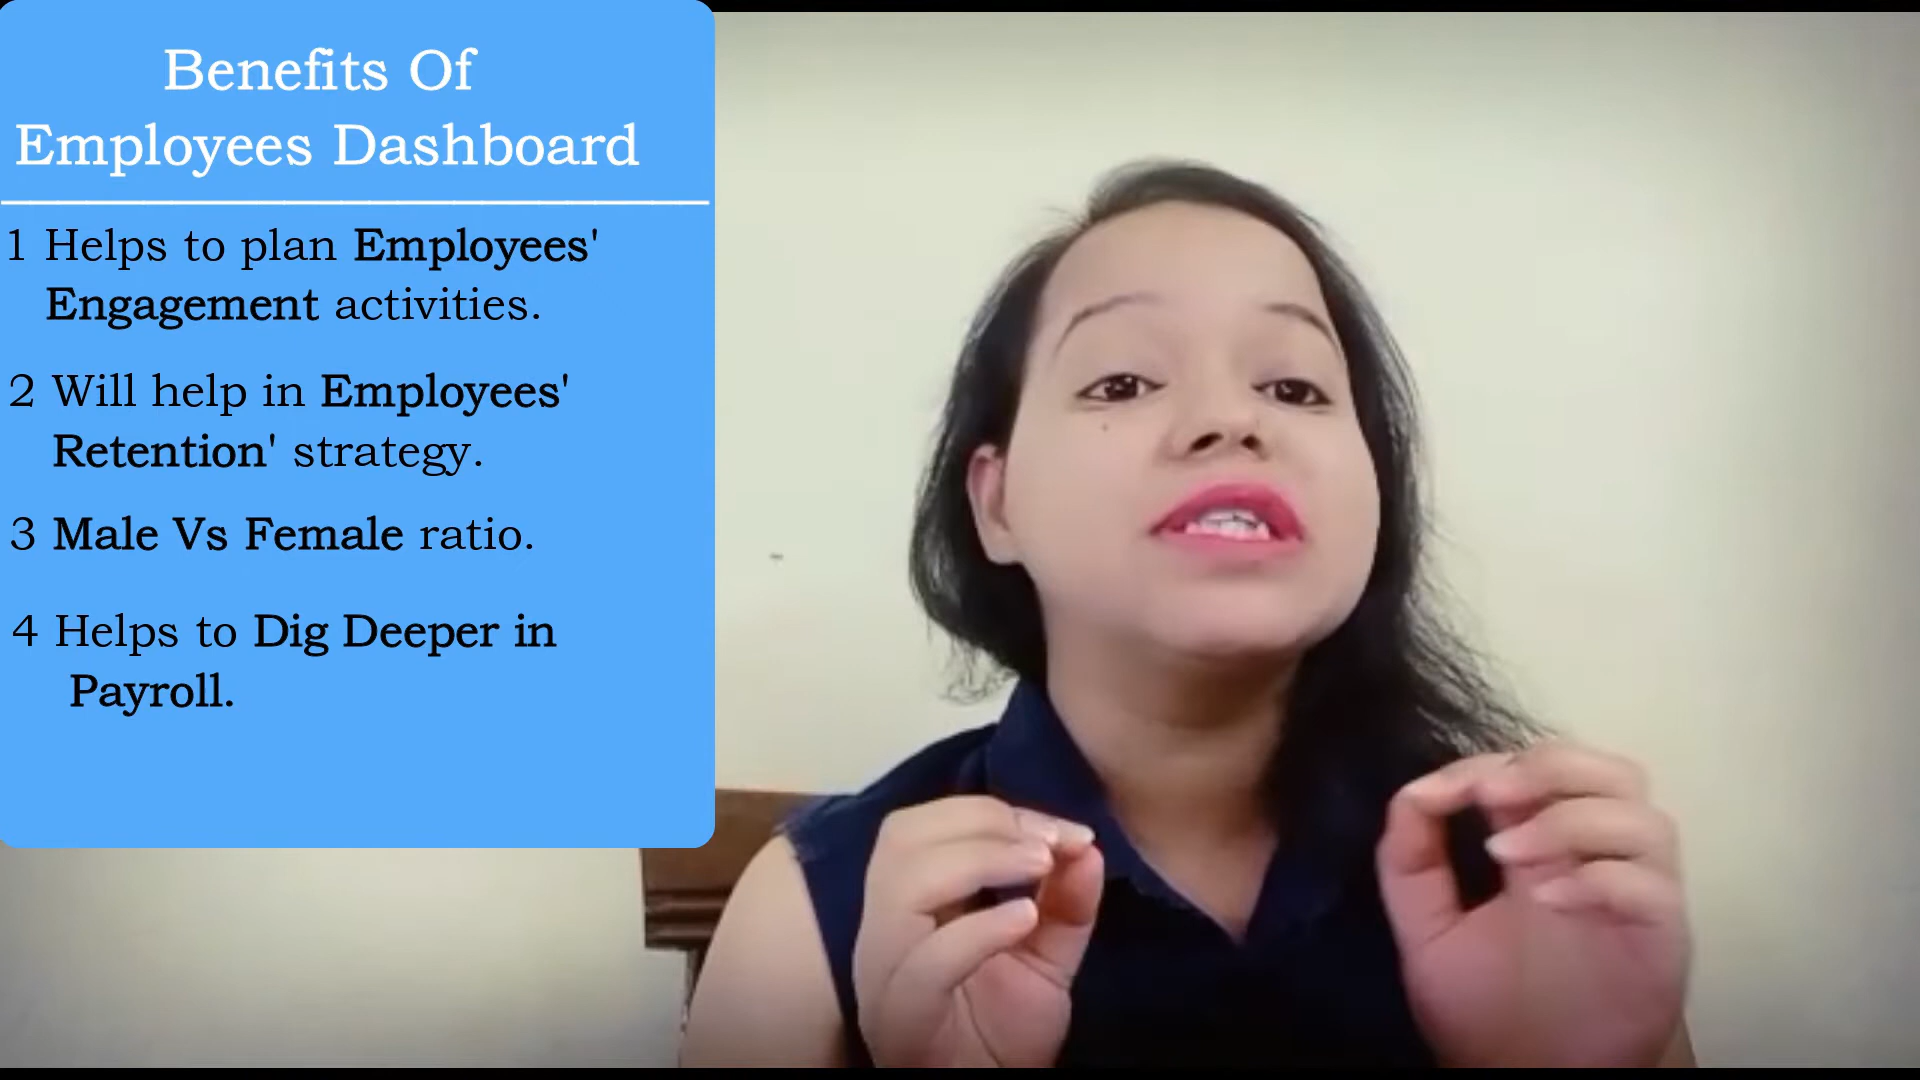 Benefits Of
Employees Dashboard
1 Helps to plan Employees'
Engagement activities.
2 Will help in Employees'
Retention' strategy.
3 Male Vs Female ratio.
4 Helps to Dig Deeper in
Payroll.